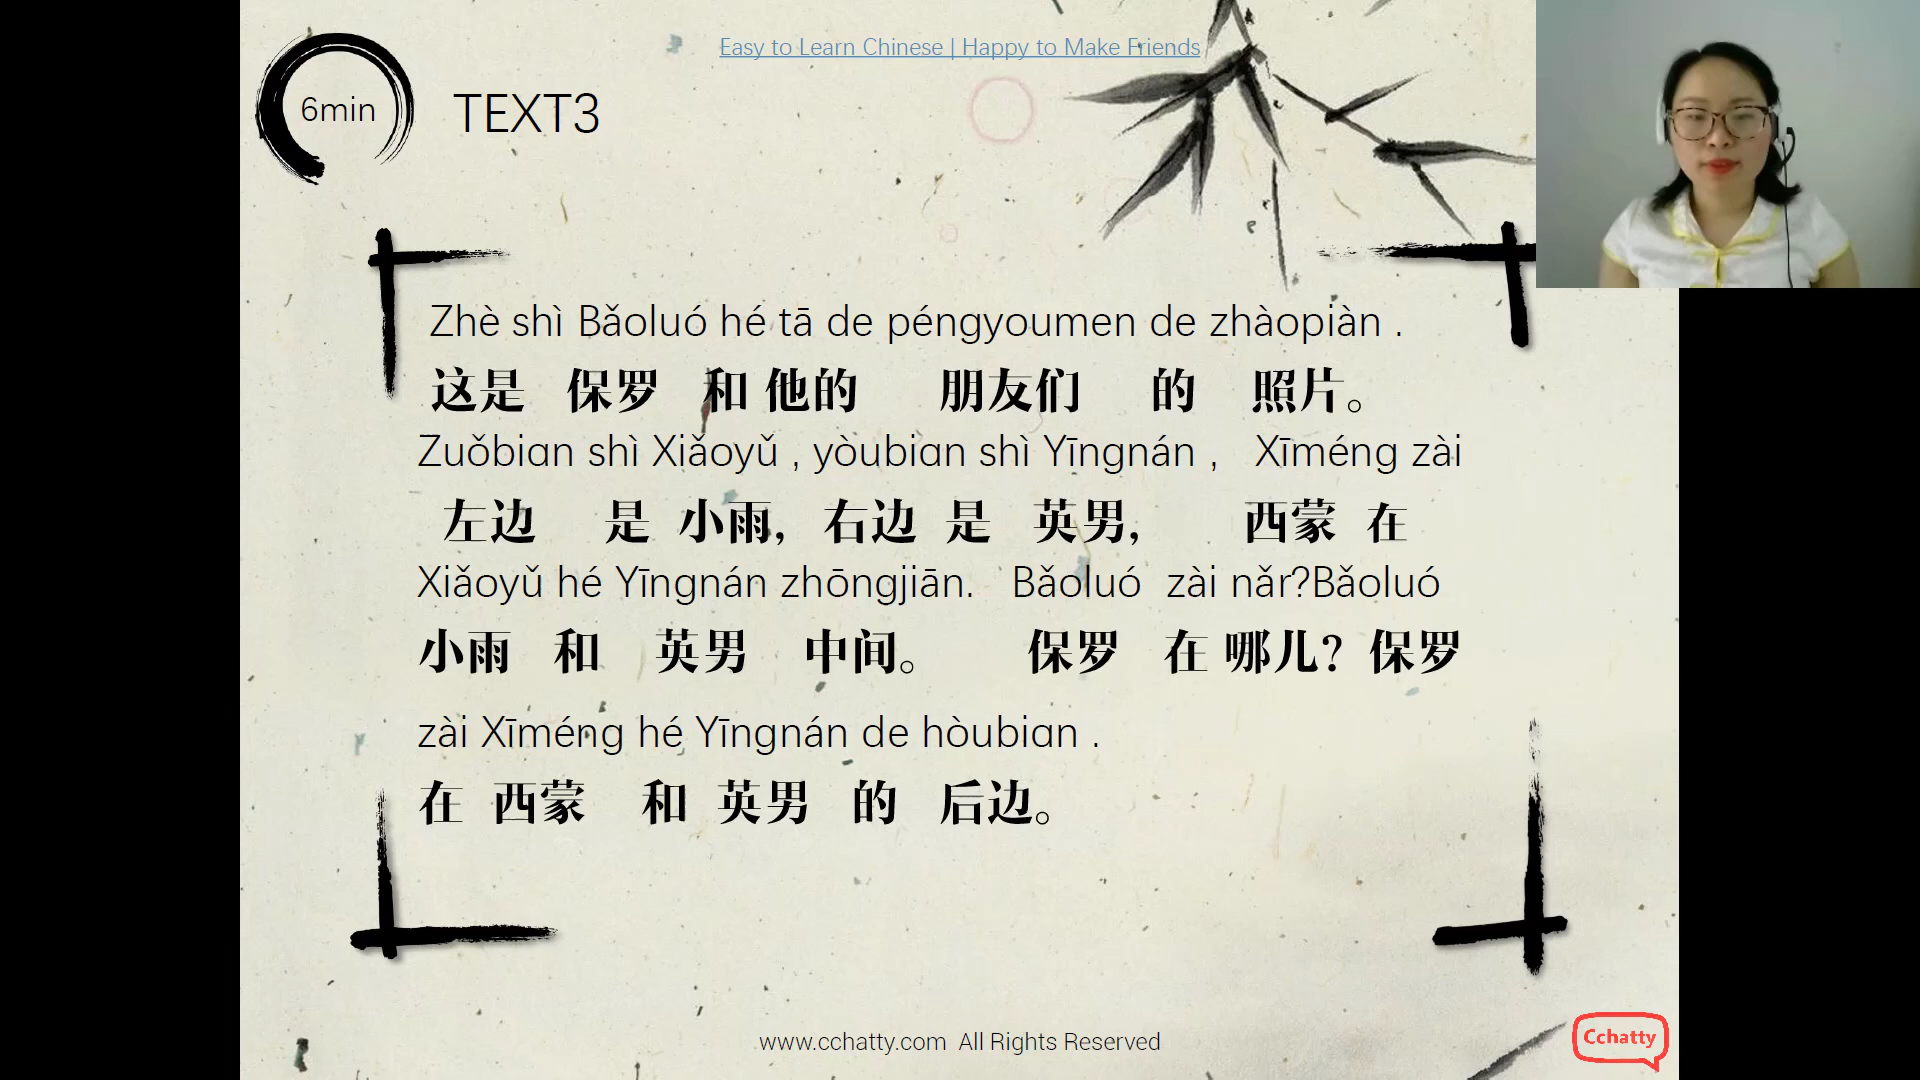 Easy to Learn Chinese | Happy to Make Friends
6min
TEXT3
Zhè shì Bǎoluó hé tā de péngyoumen de zhàopiàn .
这是 保罗 和 他的 朋友们 的 照片。
Zuǒbian shì Xiǎoyǔ , yòubian shì Yīngnán , Xīméng zài
左边 是 小雨, 右边 是 英男, 西蒙 在
Xiǎoyǔ hé Yīngnán zhōngjiān. Bǎoluó zài nǎr?Bǎoluó
小雨 和 英男 中间。 保罗 在 哪儿? 保罗
zài Xīméng hé Yīngnán de hòubian .
在 西蒙 和 英男 的 后边。
www.cchatty.com All Rights Reserved
Cchatty